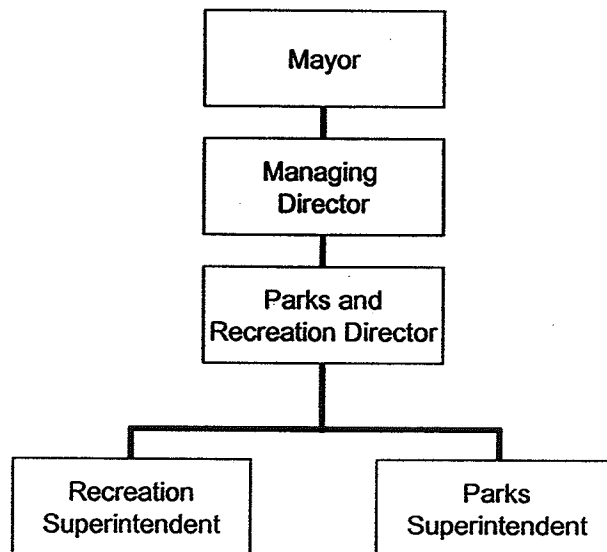 Mayor
Managing
Director
Parks and
Recreation Director
Recreation
Superintendent
Parks
Superintendent